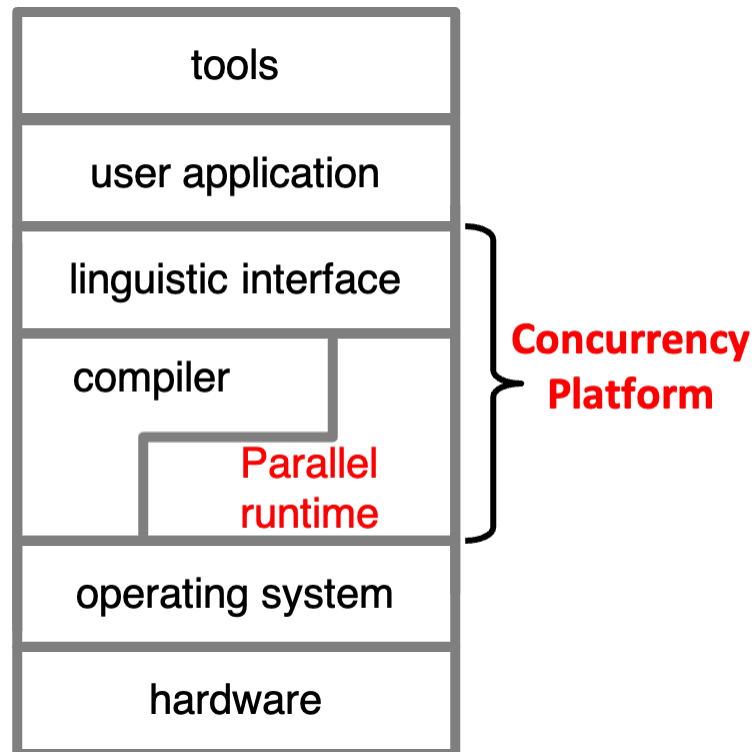 tools
user application
linguistic interface
compiler
Parallel
runtime
operating system
hardware
Concurrency
Platform